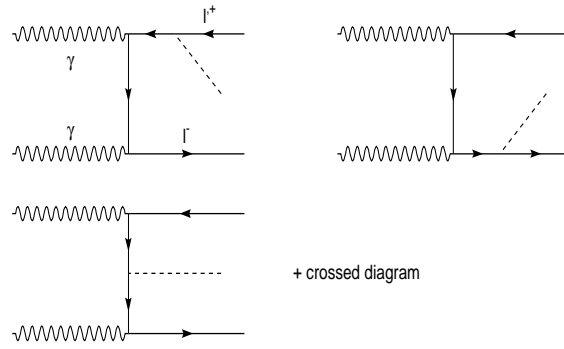 l'+
γ
γ
l-
+ crossed diagram